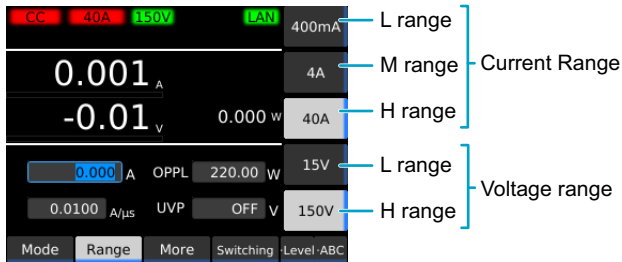 CC 40A 150V LAN
400mA L range
0.001 A 4A M range Current Range
-0.01 V 0.000 W 40A H range
0.000 A OPPL 220.00 W 15V L range
Voltage range
0.0100 A/µs UVP OFF V 150V H range
Mode Range More Switching ·Level·ABC